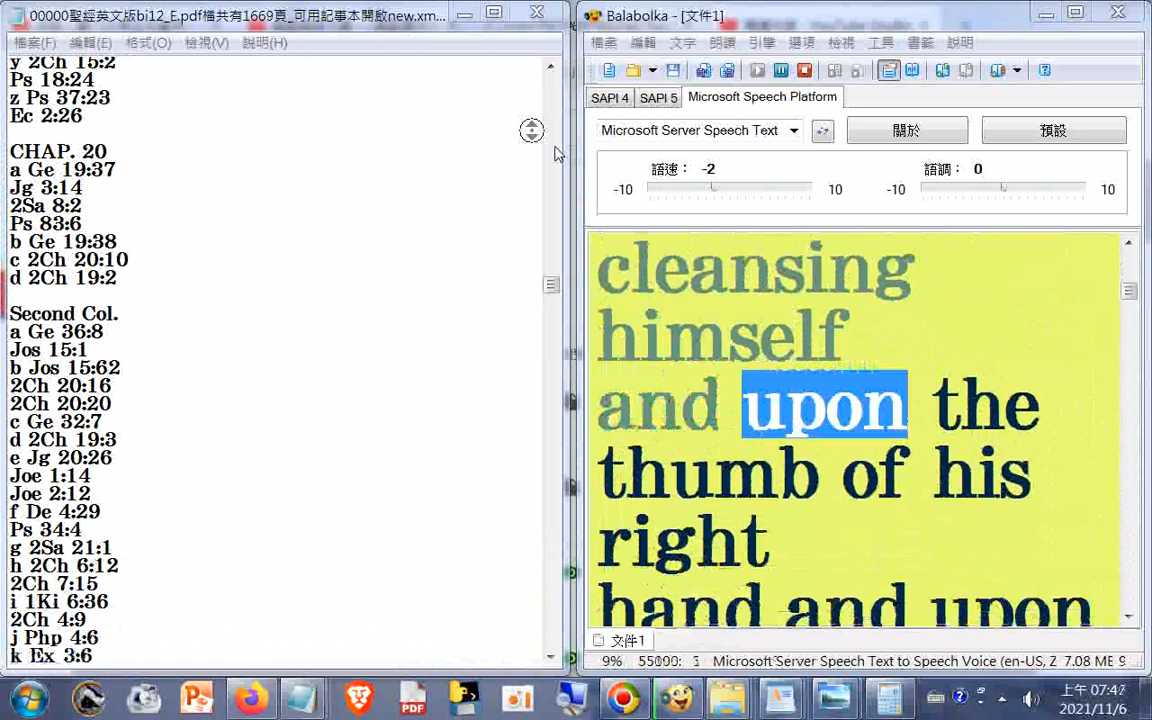 00000聖經英文版bi12_E.pdf檔共有1669頁_可用記事本開啟new.xm...
檔案(F) 編輯(E) 格式(O) 檢視(V) 說明(H)
y 2Ch 15:2
Ps 18:24
z Ps 37:23
Ec 2:26
CHAP. 20
a Ge 19:37
Jg 3:14
2Sa 8:2
Ps 83:6
b Ge 19:38
c 2Ch 20:10
d 2Ch 19:2
Second Col.
a Ge 36:8
Jos 15:1
b Jos 15:62
2Ch 20:16
2Ch 20:20
c Ge 32:7
d 2Ch 19:3
e Jg 20:26
Joe 1:14
Joe 2:12
f De 4:29
Ps 34:4
g 2Sa 21:1
h 2Ch 6:12
2Ch 7:15
i 1Ki 6:36
2Ch 4:9
j Php 4:6
k Ex 3:6
Balabolka - [文件1]
檔案 編輯 文字 朗讀 引擎 選項 檢視 工具 書籤 說明
SAPI 4 SAPI 5 Microsoft Speech Platform
Microsoft Server Speech Text 關於 預設
語速： -2 語調： 0
-10 10 -10 10
cleansing
himself
and upon the
thumb of his
right
hand and upon
文件1
9% 55000: Microsoft Server Speech Text to Speech Voice (en-US, Z 7.08 MB 9
上午 07:47
2021/11/6